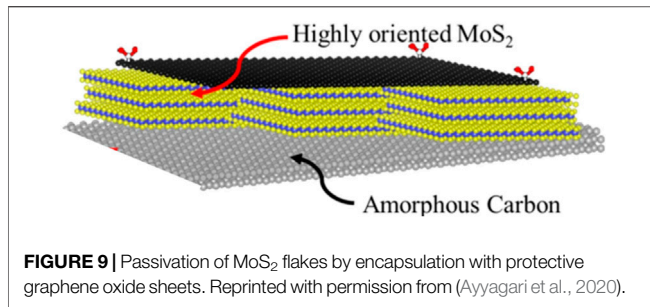 Highly oriented MoS₂
Amorphous Carbon
FIGURE 9 | Passivation of MoS₂ flakes by encapsulation with protective
graphene oxide sheets. Reprinted with permission from (Ayyagari et al., 2020).